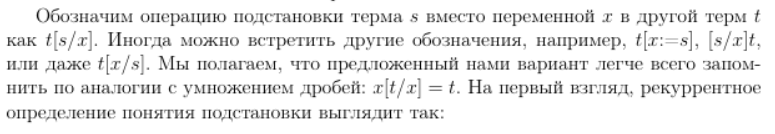 Обозначим операцию подстановки терма s вместо переменной x в другой терм t
как t[s/x]. Иногда можно встретить другие обозначения, например, t[x:=s], [s/x]t,
или даже t[x/s]. Мы полагаем, что предложенный нами вариант легче всего запом-
нить по аналогии с умножением дробей: x[t/x] = t. На первый взгляд, рекуррентное
определение понятия подстановки выглядит так: